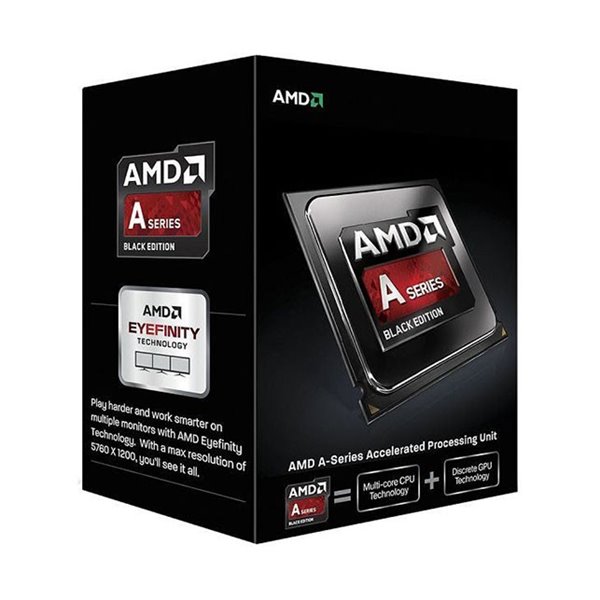 AMD
A SERIES
BLACK EDITION
AMD
EYEFINITY
TECHNOLOGY
Play harder and work smarter on
multiple monitors with AMD Eyefinity
Technology. With a max resolution of
5760 X 1200, you'll see it all.
AMD
AMD
A SERIES
BLACK EDITION
AMD A-Series Accelerated Processing Unit
AMD
A SERIES
BLACK EDITION
=
Multi-core CPU
Technology
+
Discrete GPU
Technology